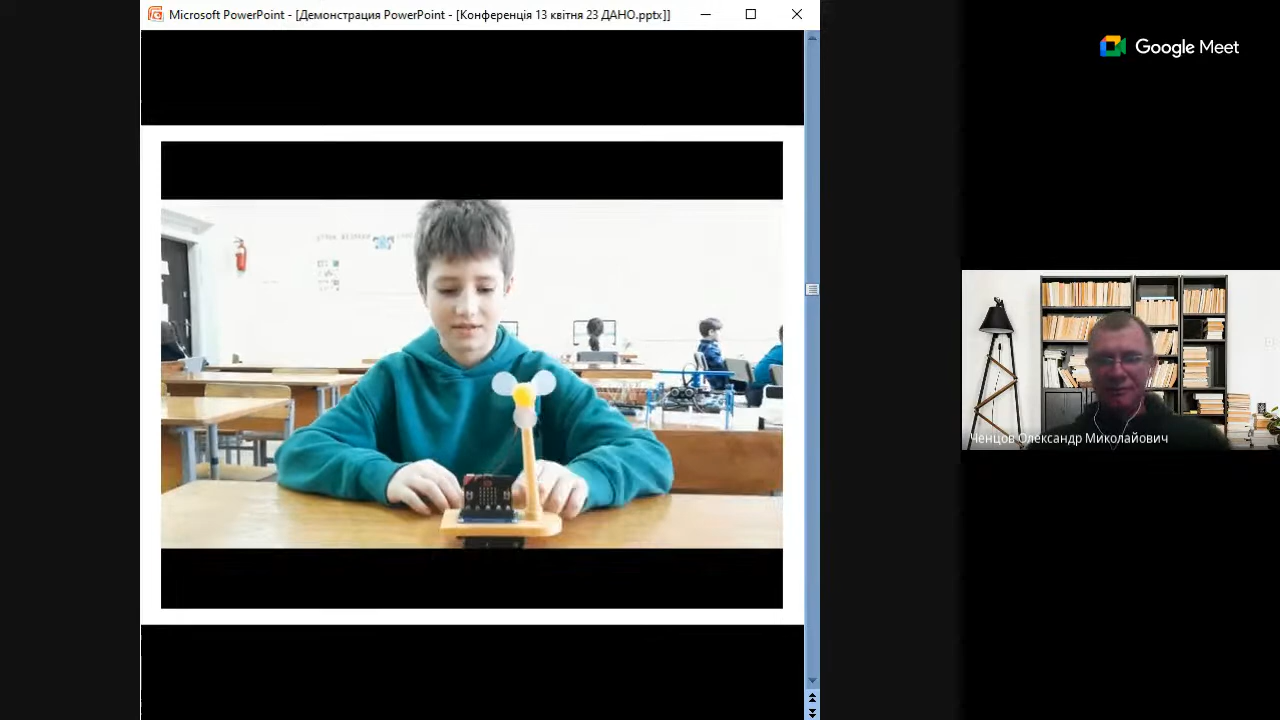 Microsoft PowerPoint - [Демонстрация PowerPoint - [Конференція 13 квітня 23 ДАНО.pptx]]
Google Meet
Ченцов Олександр Миколайович